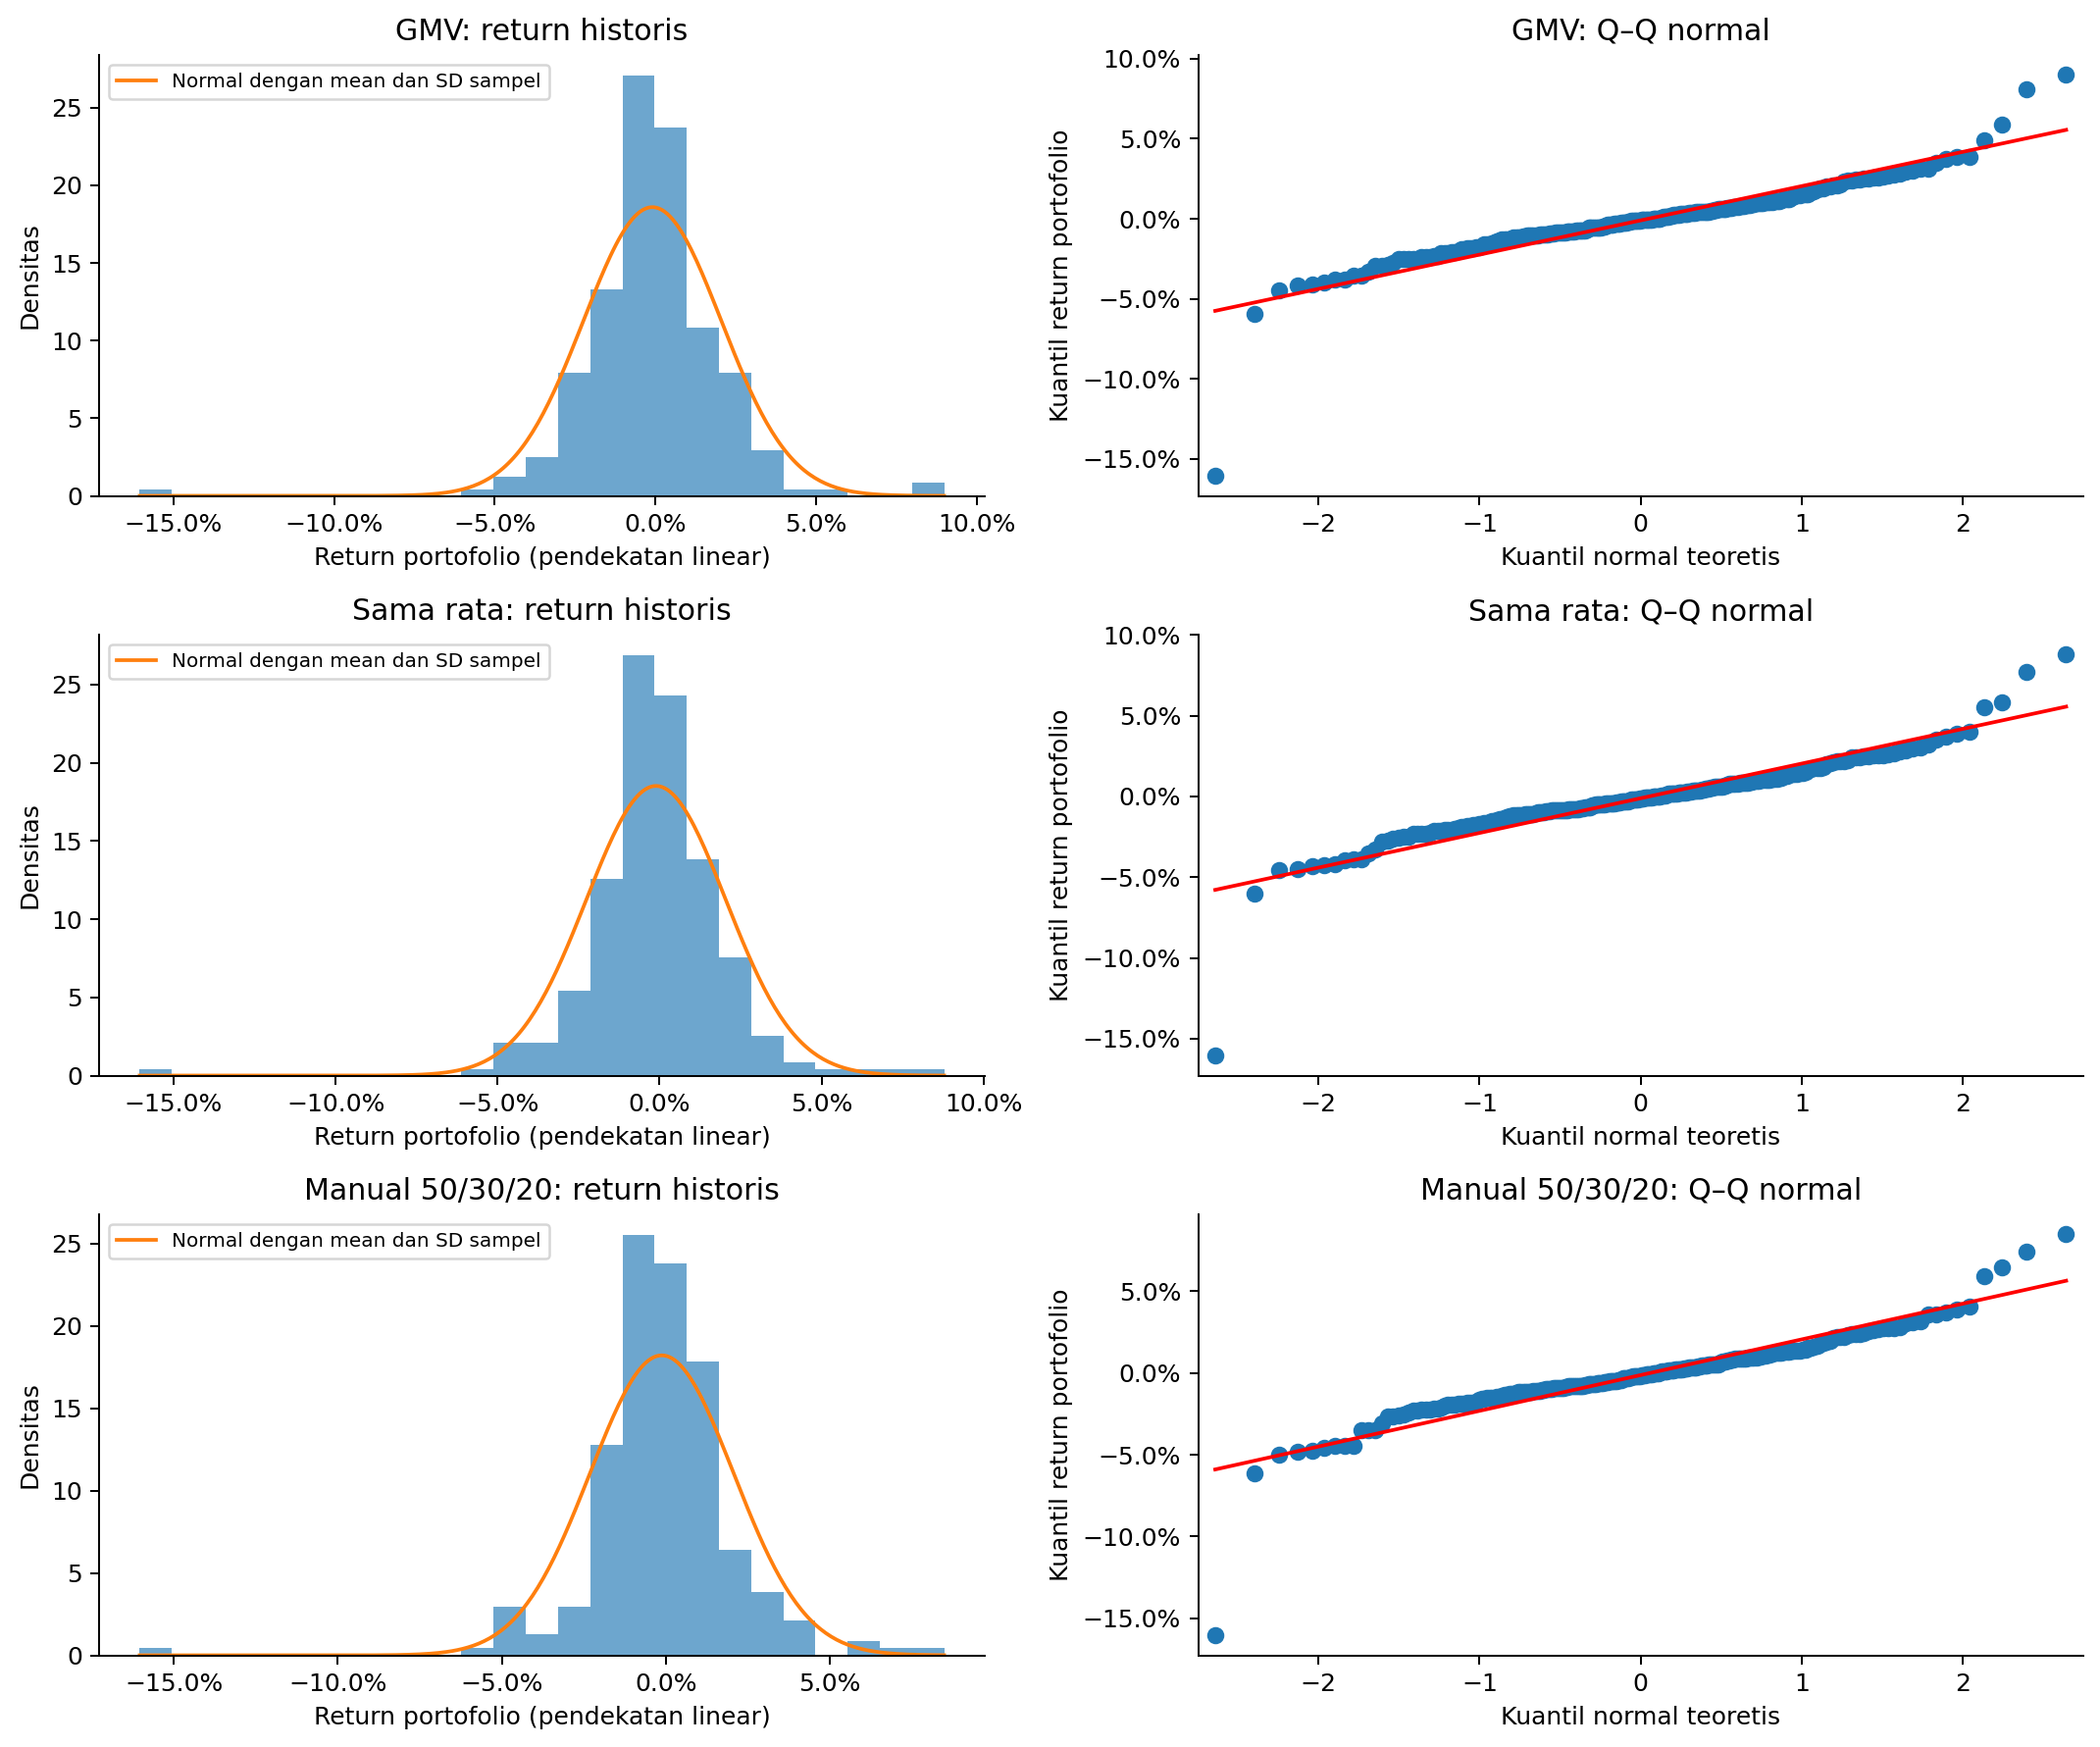 GMV: return historis
Normal dengan mean dan SD sampel
Densitas
25
20
15
10
5
0
−15.0% −10.0% −5.0% 0.0% 5.0% 10.0%
Return portofolio (pendekatan linear)
GMV: Q–Q normal
Kuantil return portofolio
10.0%
5.0%
0.0%
−5.0%
−10.0%
−15.0%
−2 −1 0 1 2
Kuantil normal teoretis
Sama rata: return historis
Normal dengan mean dan SD sampel
Densitas
25
20
15
10
5
0
−15.0% −10.0% −5.0% 0.0% 5.0% 10.0%
Return portofolio (pendekatan linear)
Sama rata: Q–Q normal
Kuantil return portofolio
10.0%
5.0%
0.0%
−5.0%
−10.0%
−15.0%
−2 −1 0 1 2
Kuantil normal teoretis
Manual 50/30/20: return historis
Normal dengan mean dan SD sampel
Densitas
25
20
15
10
5
0
−15.0% −10.0% −5.0% 0.0% 5.0%
Return portofolio (pendekatan linear)
Manual 50/30/20: Q–Q normal
Kuantil return portofolio
5.0%
0.0%
−5.0%
−10.0%
−15.0%
−2 −1 0 1 2
Kuantil normal teoretis